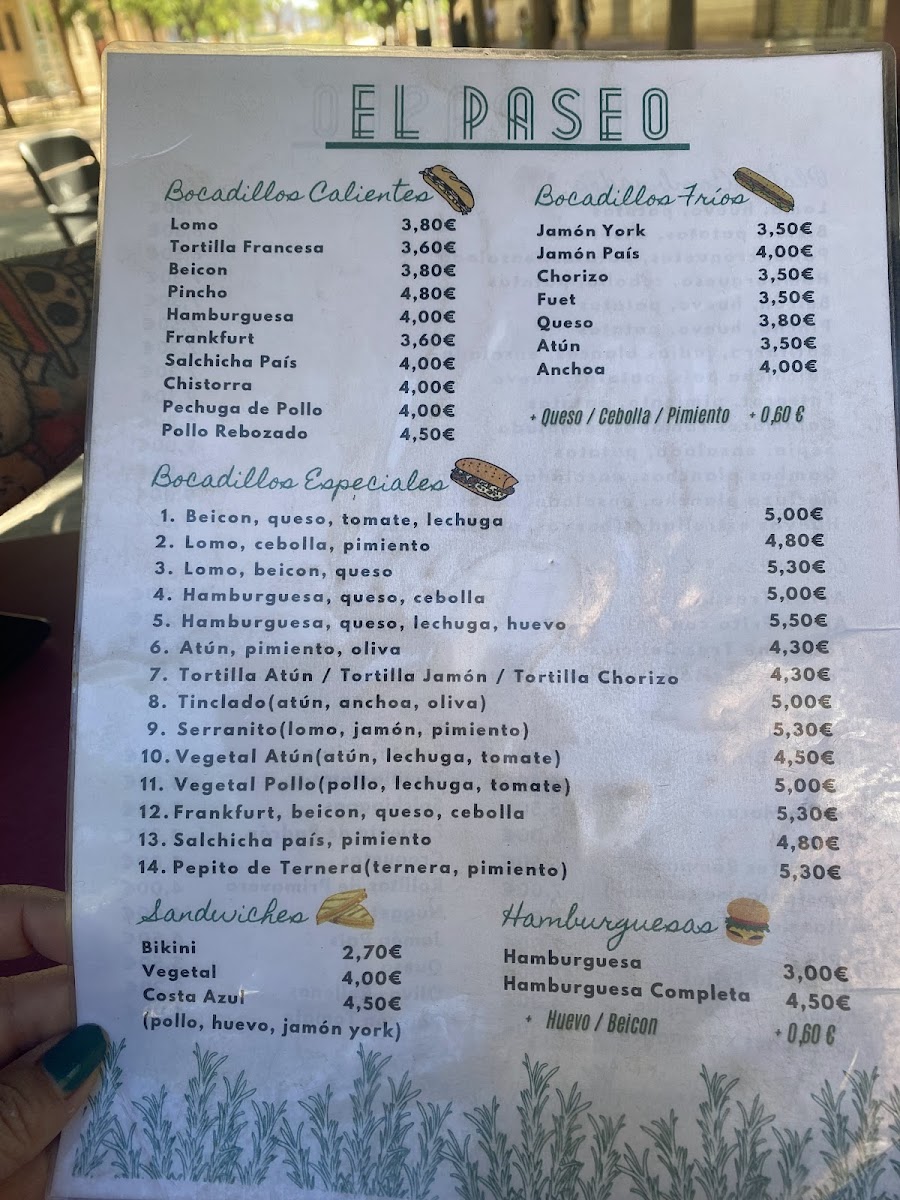 EL PASEO
Bocadillos Calientes
Lomo 3,80€
Tortilla Francesa 3,60€
Beicon 3,80€
Pincho 4,80€
Hamburguesa 4,00€
Frankfurt 3,60€
Salchicha País 4,00€
Chistorra 4,00€
Pechuga de Pollo 4,00€
Pollo Rebozado 4,50€
Bocadillos Fríos
Jamón York 3,50€
Jamón País 4,00€
Chorizo 3,50€
Fuet 3,50€
Queso 3,80€
Atún 3,50€
Anchoa 4,00€
+ Queso / Cebolla / Pimiento + 0,60 €
Bocadillos Especiales
1. Beicon, queso, tomate, lechuga 5,00€
2. Lomo, cebolla, pimiento 4,80€
3. Lomo, beicon, queso 5,30€
4. Hamburguesa, queso, cebolla 5,00€
5. Hamburguesa, queso, lechuga, huevo 5,50€
6. Atún, pimiento, oliva 4,30€
7. Tortilla Atún / Tortilla Jamón / Tortilla Chorizo 4,30€
8. Tinclado(atún, anchoa, oliva) 5,00€
9. Serranito(lomo, jamón, pimiento) 5,30€
10. Vegetal Atún(atún, lechuga, tomate) 4,50€
11. Vegetal Pollo(pollo, lechuga, tomate) 5,00€
12. Frankfurt, beicon, queso, cebolla 5,30€
13. Salchicha país, pimiento 4,80€
14. Pepito de Ternera(ternera, pimiento) 5,30€
Sandwiches
Bikini 2,70€
Vegetal 4,00€
Costa Azul 4,50€
(pollo, huevo, jamón york)
Hamburguesas
Hamburguesa 3,00€
Hamburguesa Completa 4,50€
+ Huevo / Beicon + 0,60 €